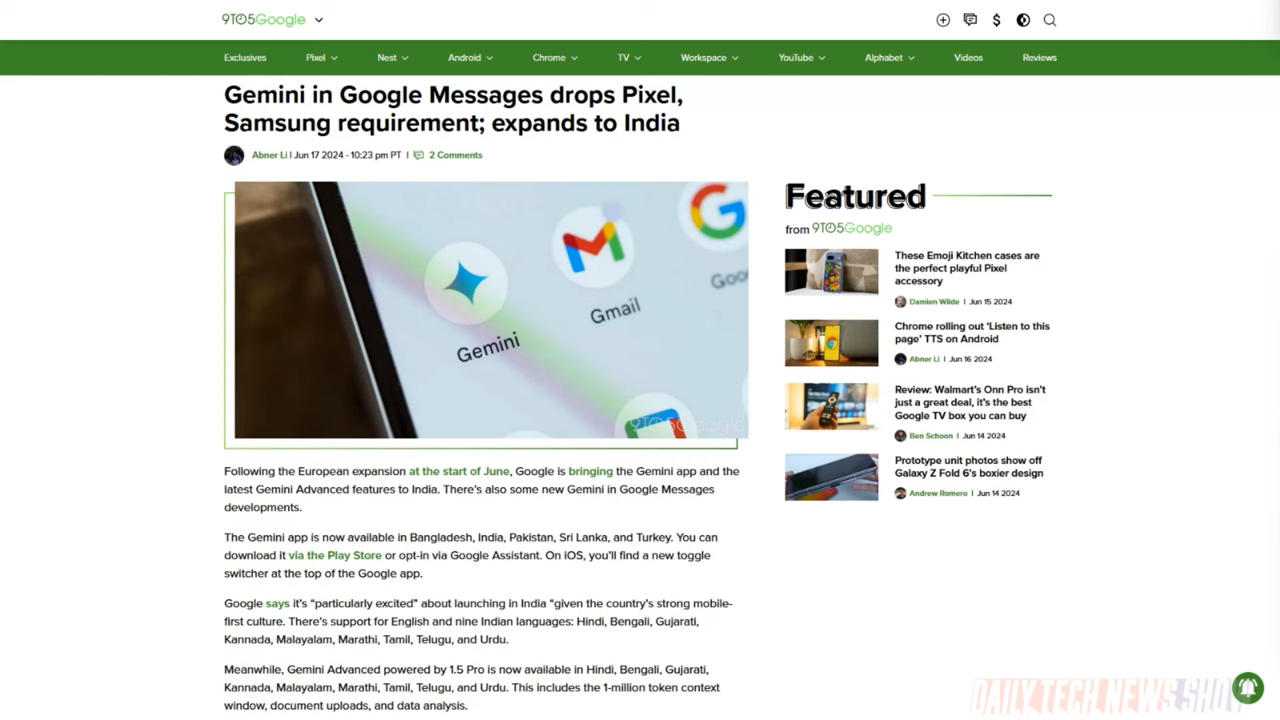 9TO5Google
Exclusives Pixel Nest Android Chrome TV Workspace YouTube Alphabet Videos Reviews
Gemini in Google Messages drops Pixel,
Samsung requirement; expands to India
Abner Li | Jun 17 2024 - 10:23 pm PT | 2 Comments
Gemini
Gmail
Goo
9TO5Google
Following the European expansion at the start of June, Google is bringing the Gemini app and the
latest Gemini Advanced features to India. There's also some new Gemini in Google Messages
developments.
The Gemini app is now available in Bangladesh, India, Pakistan, Sri Lanka, and Turkey. You can
download it via the Play Store or opt-in via Google Assistant. On iOS, you'll find a new toggle
switcher at the top of the Google app.
Google says it's “particularly excited” about launching in India “given the country's strong mobile-
first culture. There's support for English and nine Indian languages: Hindi, Bengali, Gujarati,
Kannada, Malayalam, Marathi, Tamil, Telugu, and Urdu.
Meanwhile, Gemini Advanced powered by 1.5 Pro is now available in Hindi, Bengali, Gujarati,
Kannada, Malayalam, Marathi, Tamil, Telugu, and Urdu. This includes the 1-million token context
window, document uploads, and data analysis.
Featured
from 9TO5Google
These Emoji Kitchen cases are
the perfect playful Pixel
accessory
Damien Wilde | Jun 15 2024
Chrome rolling out ‘Listen to this
page’ TTS on Android
Abner Li | Jun 16 2024
Review: Walmart's Onn Pro isn't
just a great deal, it's the best
Google TV box you can buy
Ben Schoon | Jun 14 2024
Prototype unit photos show off
Galaxy Z Fold 6's boxier design
Andrew Romero | Jun 14 2024
DAILY TECH NEWS SHOW